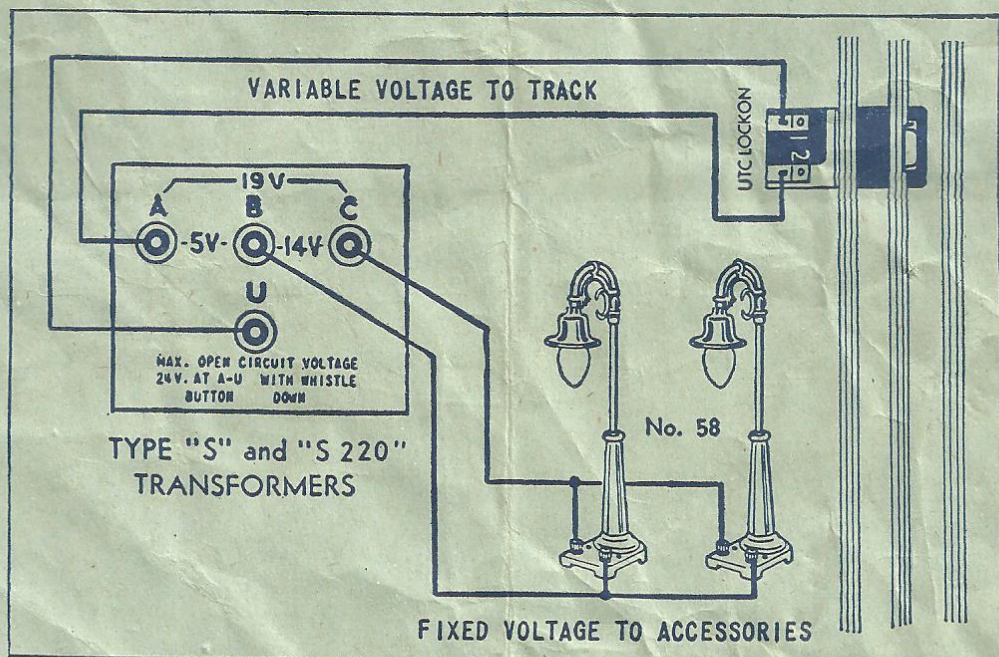 VARIABLE VOLTAGE TO TRACK
UTC LOCKON
1 2
19V
A B C
-5V- -14V-
U
MAX. OPEN CIRCUIT VOLTAGE
24V. AT A-U WITH WHISTLE
BUTTON DOWN
No. 58
TYPE "S" and "S 220"
TRANSFORMERS
FIXED VOLTAGE TO ACCESSORIES